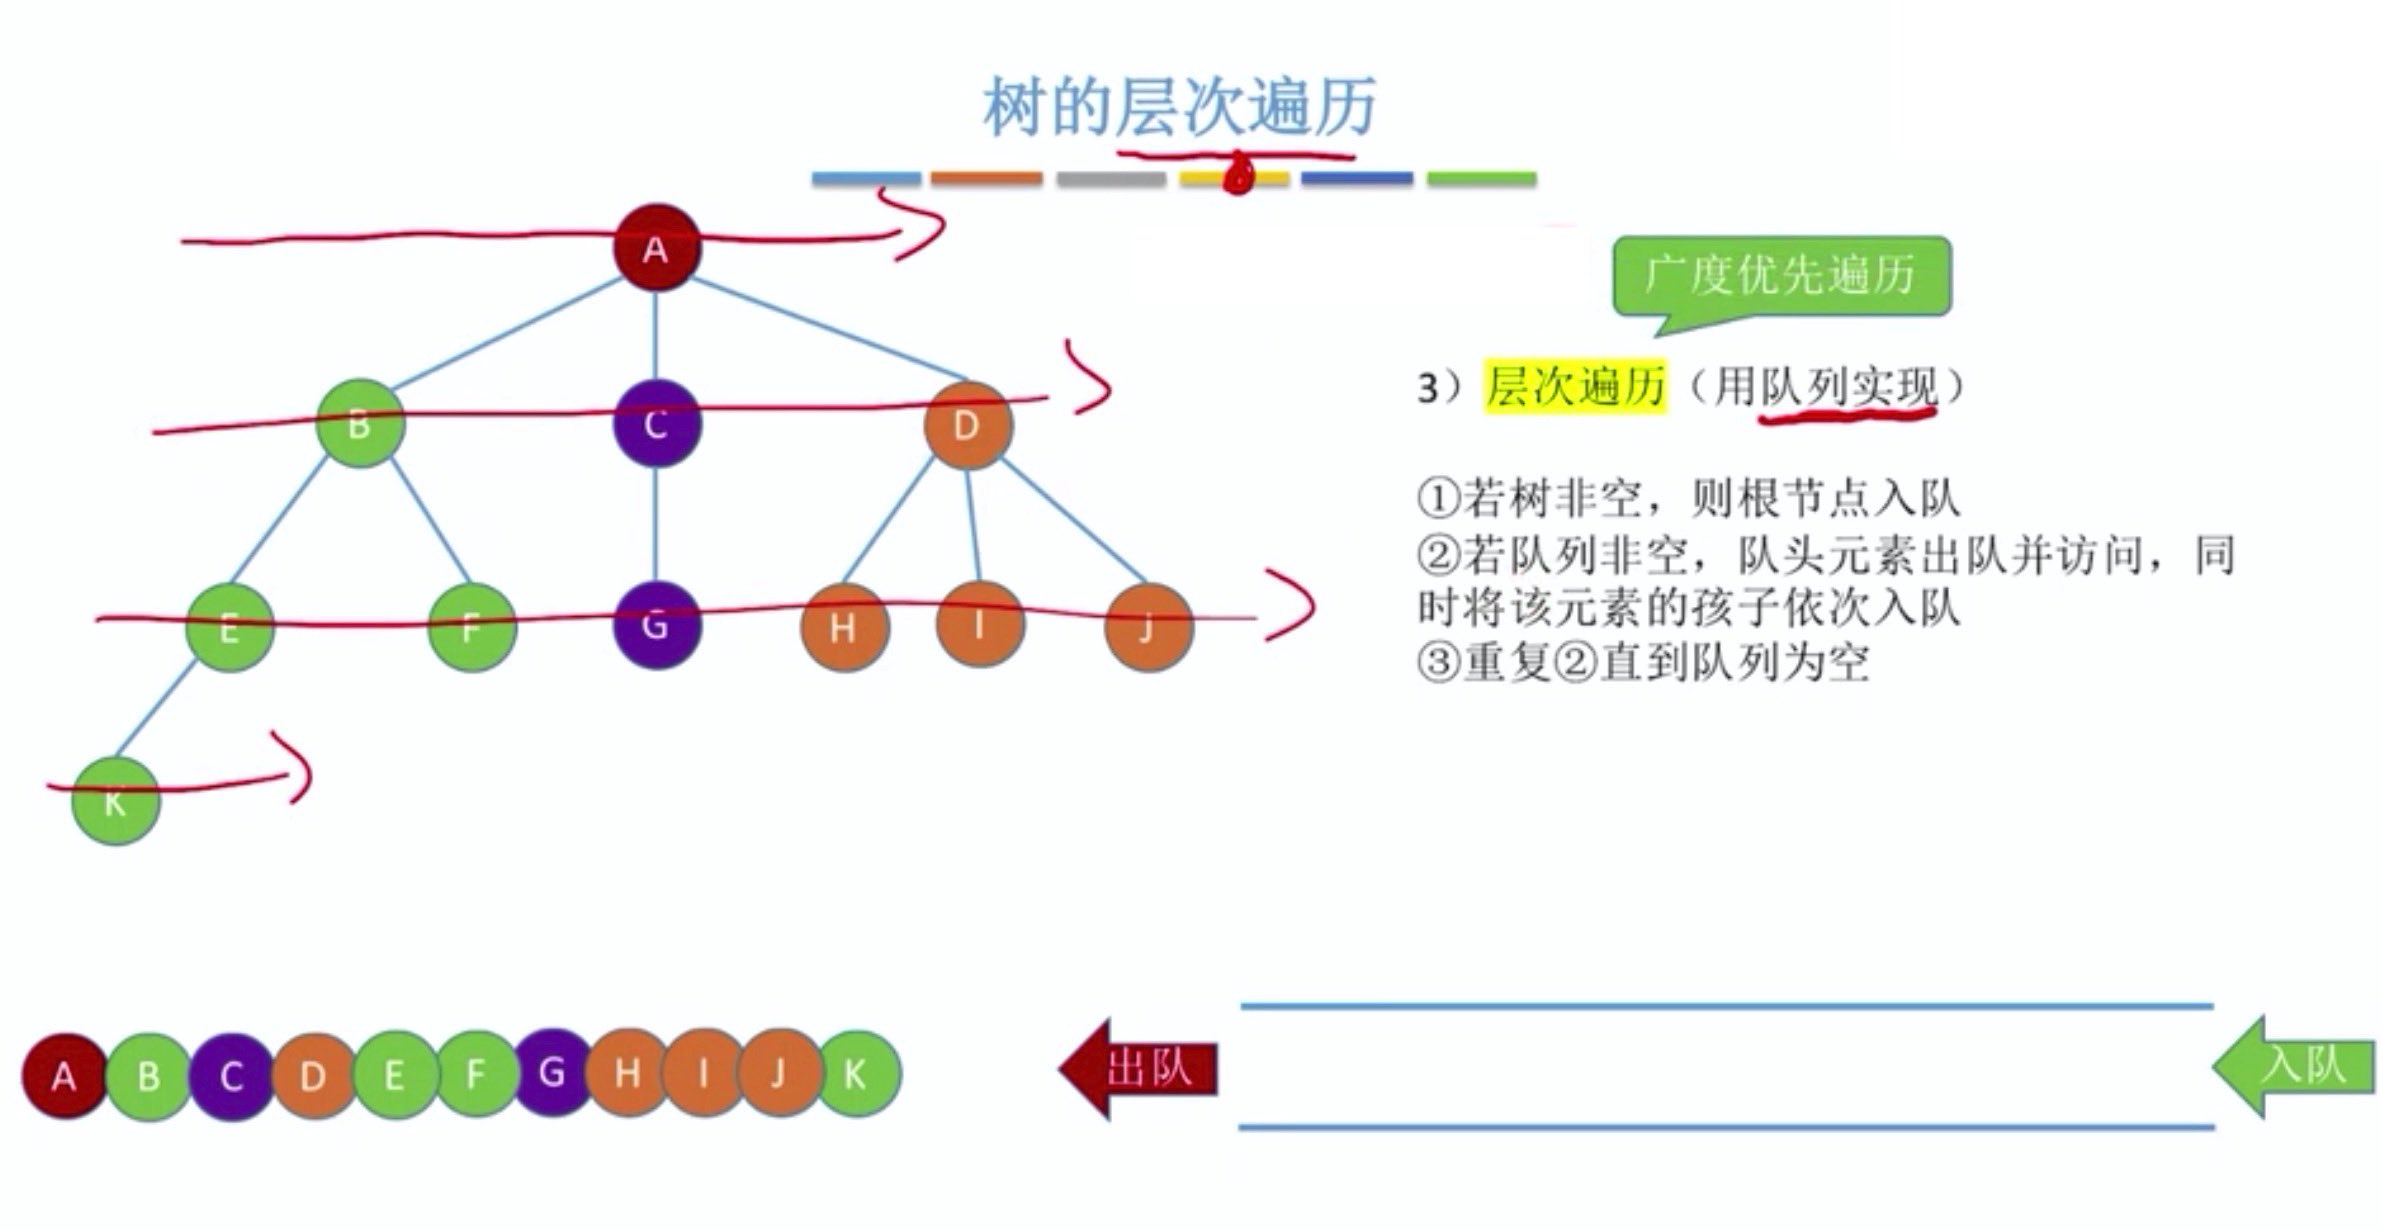 树的层次遍历
A
广度优先遍历
3）层次遍历（用队列实现）
B C D
①若树非空，则根节点入队
②若队列非空，队头元素出队并访问，同
时将该元素的孩子依次入队
③重复②直到队列为空
E F G H I J
K
A B C D E F G H I J K
出队
入队